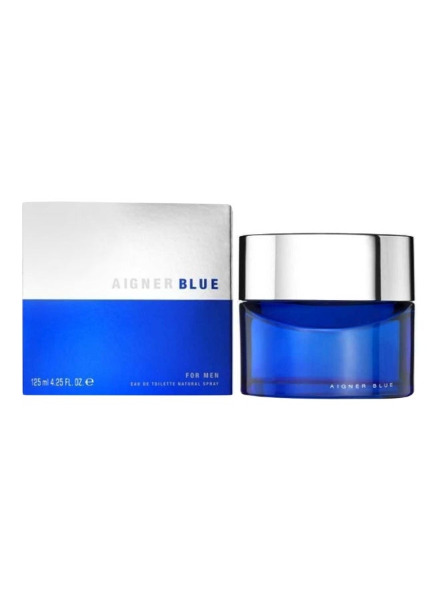 AIGNER BLUE
FOR MEN
125 ml 4.25 FL. OZ. ℮
EAU DE TOILETTE NATURAL SPRAY
AIGNER BLUE